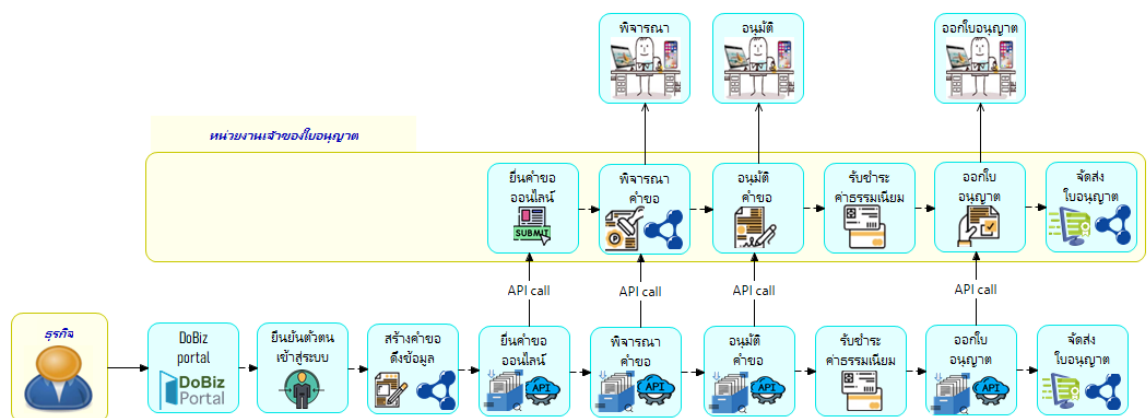 พิจารณา
อนุมัติ
ออกใบอนุญาต
หน่วยงานเจ้าของใบอนุญาต
ยื่นคำขอ
ออนไลน์
SUBMIT
พิจารณา
คำขอ
อนุมัติ
คำขอ
รับชำระ
ค่าธรรมเนียม
ออกใบ
อนุญาต
จัดส่ง
ใบอนุญาต
API call
API call
API call
API call
ธุรกิจ
DoBiz
portal
DoBiz
Portal
ยืนยันตัวตน
เข้าสู่ระบบ
สร้างคำขอ
ดึงข้อมูล
ยื่นคำขอ
ออนไลน์
API
พิจารณา
คำขอ
API
อนุมัติ
คำขอ
API
รับชำระ
ค่าธรรมเนียม
ออกใบ
อนุญาต
API
จัดส่ง
ใบอนุญาต